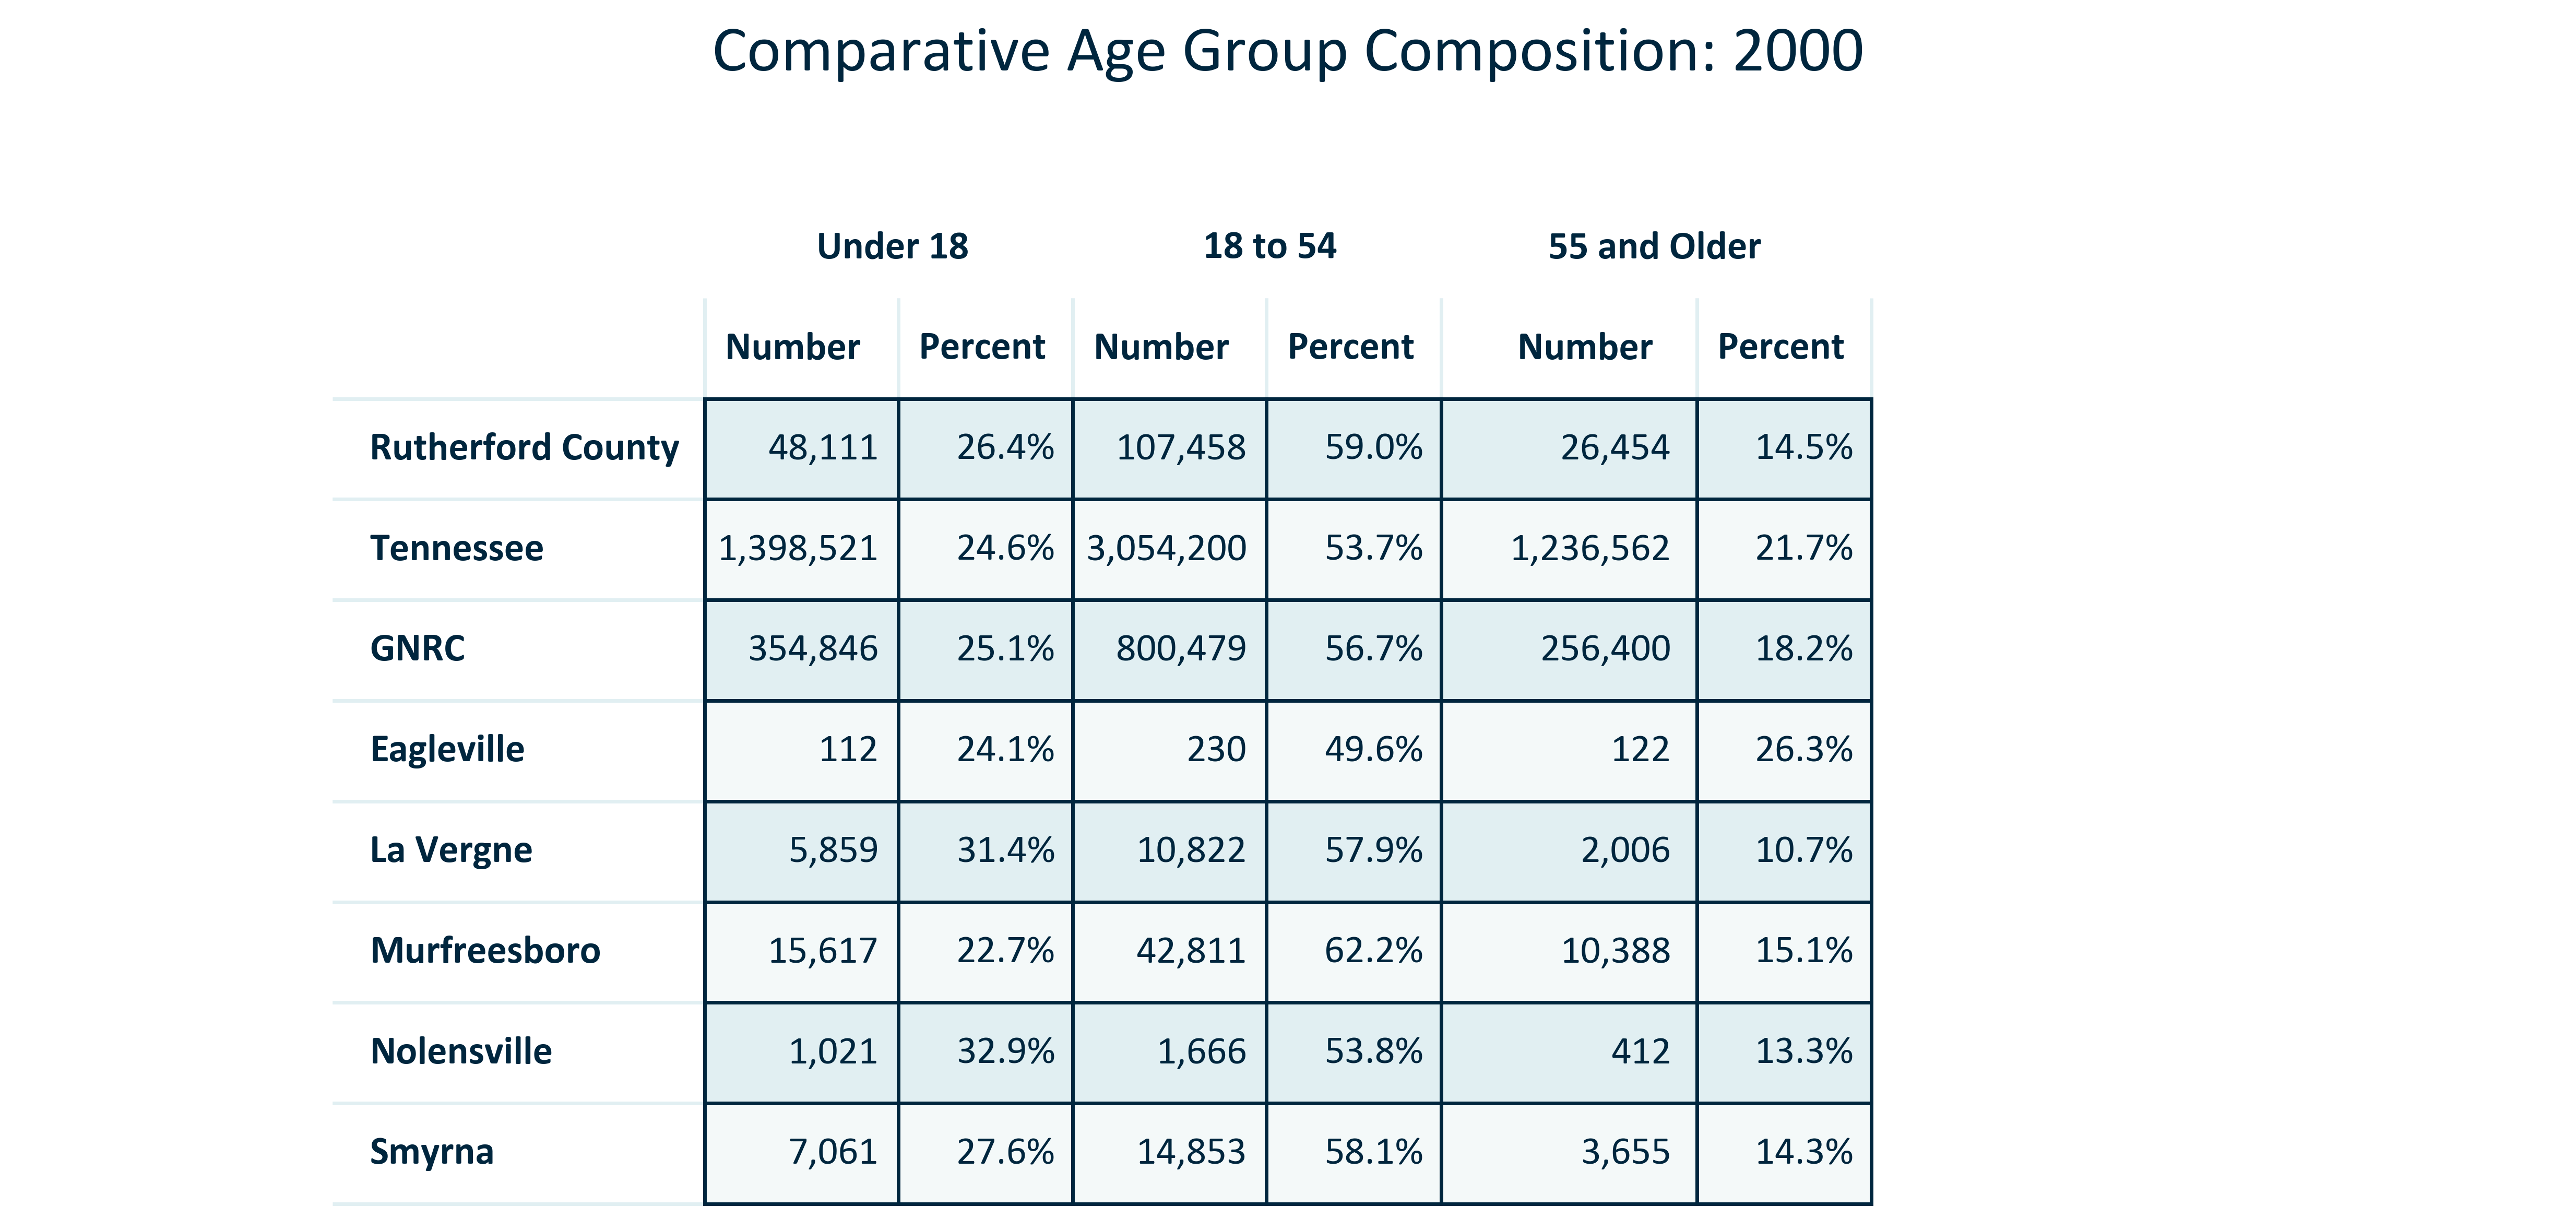 Comparative Age Group Composition: 2000
Under 18 18 to 54 55 and Older
Number Percent Number Percent Number Percent
Rutherford County 48,111 26.4% 107,458 59.0% 26,454 14.5%
Tennessee 1,398,521 24.6% 3,054,200 53.7% 1,236,562 21.7%
GNRC 354,846 25.1% 800,479 56.7% 256,400 18.2%
Eagleville 112 24.1% 230 49.6% 122 26.3%
La Vergne 5,859 31.4% 10,822 57.9% 2,006 10.7%
Murfreesboro 15,617 22.7% 42,811 62.2% 10,388 15.1%
Nolensville 1,021 32.9% 1,666 53.8% 412 13.3%
Smyrna 7,061 27.6% 14,853 58.1% 3,655 14.3%